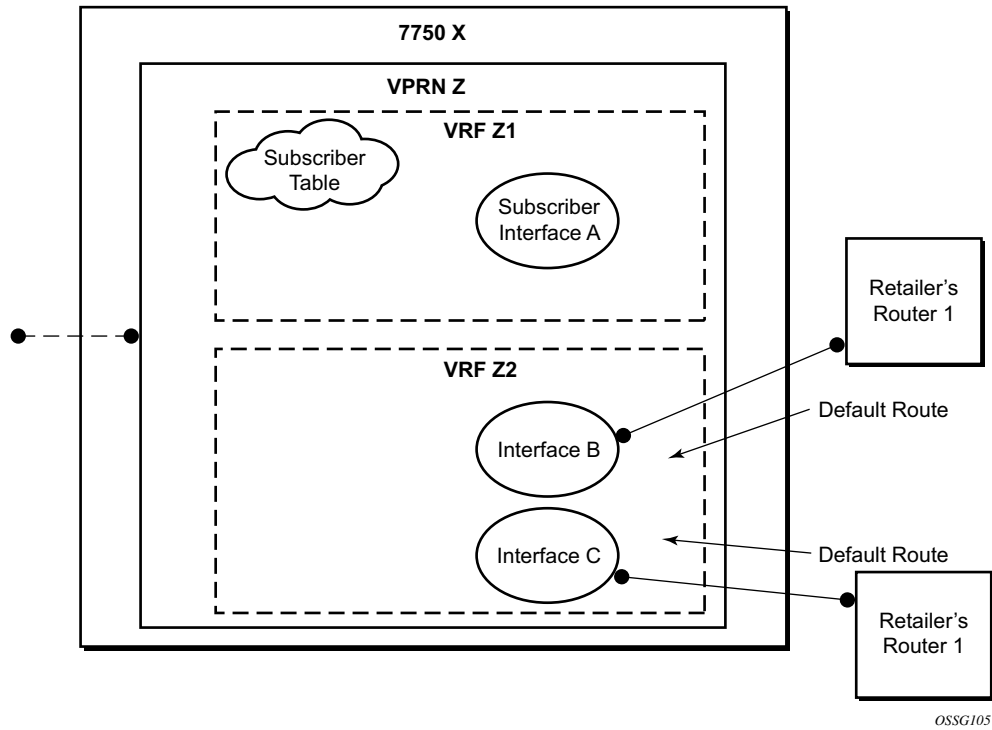 7750 X
VPRN Z
VRF Z1
Subscriber
Table
Subscriber
Interface A
Retailer's
Router 1
VRF Z2
Default Route
Interface B
Interface C
Default Route
Retailer's
Router 1
OSSG105